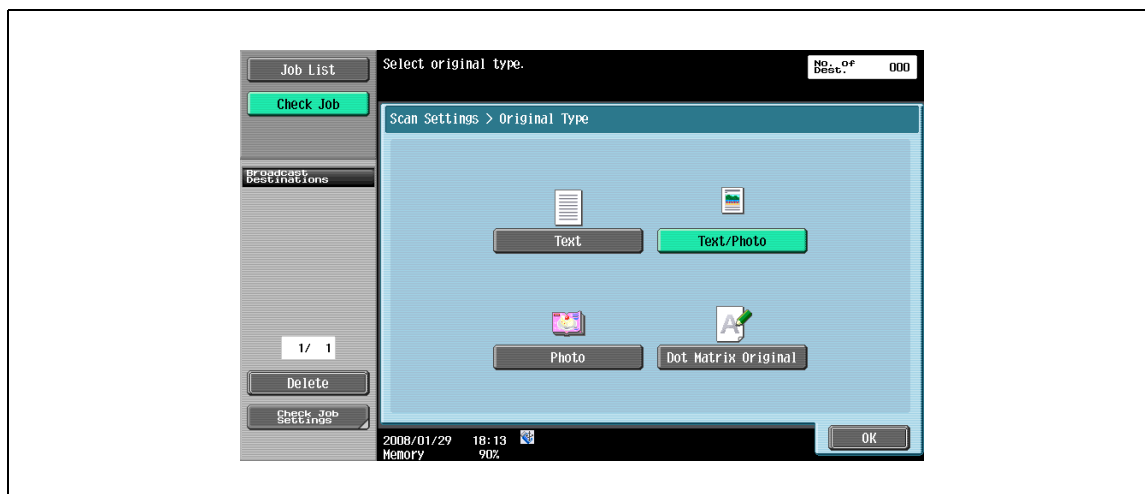 Job List
Check Job
Broadcast
Destinations
1/ 1
Delete
Check Job
Settings
Select original type.
No. of
Dest. 000
Scan Settings > Original Type
Text
Text/Photo
Photo
Dot Matrix Original
OK
2008/01/29 18:13
Memory 90%